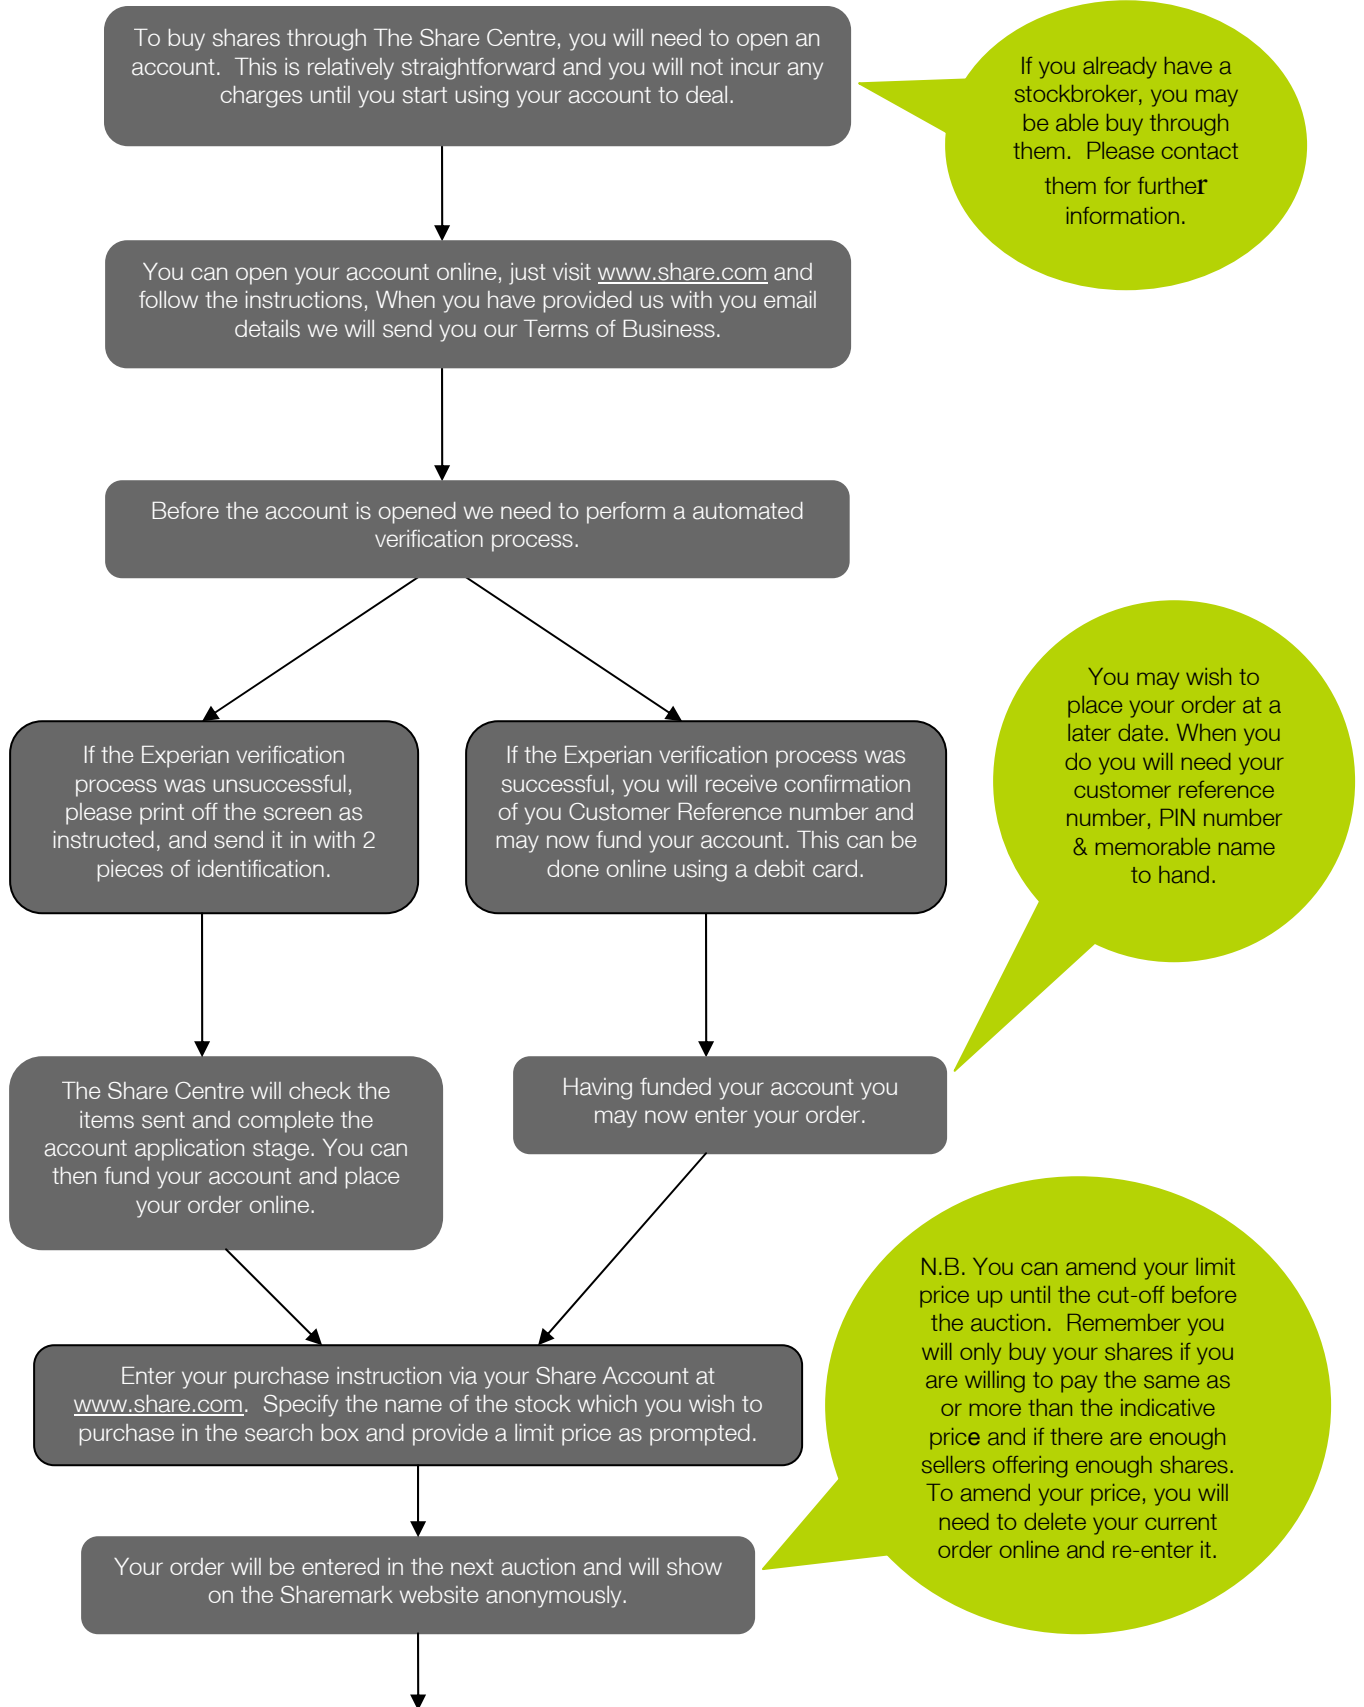 To buy shares through The Share Centre, you will need to open an
account.  This is relatively straightforward and you will not incur any
charges until you start using your account to deal.
If you already have a
stockbroker, you may
be able buy through
them.  Please contact
them for further
information.
You can open your account online, just visit www.share.com and
follow the instructions, When you have provided us with you email
details we will send you our Terms of Business.
Before the account is opened we need to perform a automated
verification process.
If the Experian verification
process was unsuccessful,
please print off the screen as
instructed, and send it in with 2
pieces of identification.
If the Experian verification process was
successful, you will receive confirmation
of you Customer Reference number and
may now fund your account. This can be
done online using a debit card.
You may wish to
place your order at a
later date. When you
do you will need your
customer reference
number, PIN number
& memorable name
to hand.
The Share Centre will check the
items sent and complete the
account application stage. You can
then fund your account and place
your order online.
Having funded your account you
may now enter your order.
Enter your purchase instruction via your Share Account at
www.share.com.  Specify the name of the stock which you wish to
purchase in the search box and provide a limit price as prompted.
N.B. You can amend your limit
price up until the cut-off before
the auction.  Remember you
will only buy your shares if you
are willing to pay the same as
or more than the indicative
price and if there are enough
sellers offering enough shares.
To amend your price, you will
need to delete your current
order online and re-enter it.
Your order will be entered in the next auction and will show
on the Sharemark website anonymously.